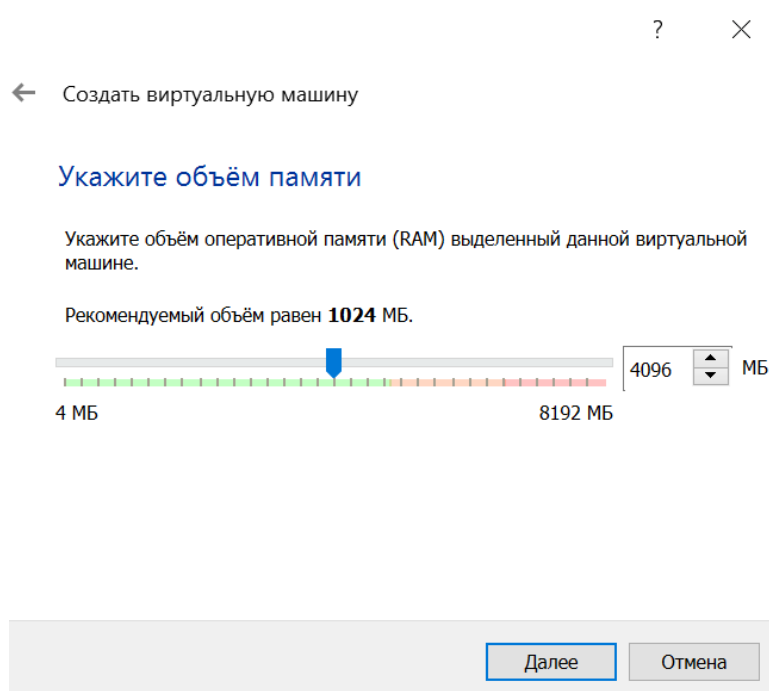 ?
Создать виртуальную машину
Укажите объём памяти
Укажите объём оперативной памяти (RAM) выделенный данной виртуальной
машине.
Рекомендуемый объём равен 1024 МБ.
4096 МБ
4 МБ 8192 МБ
Далее Отмена